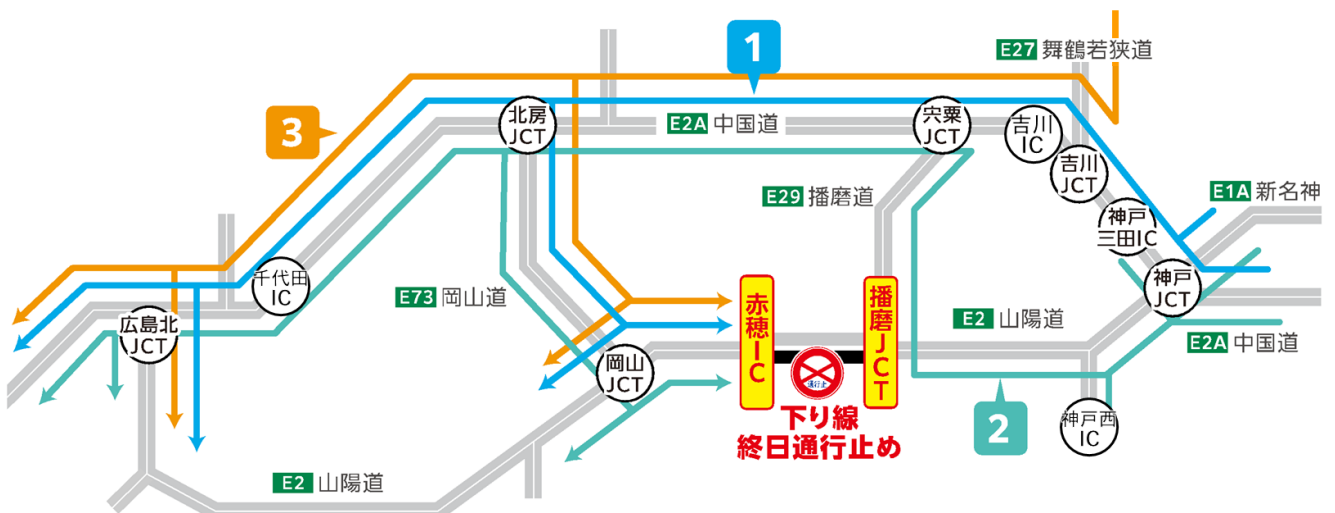 1
E27 舞鶴若狭道
3
北房
JCT
E2A 中国道
宍粟
JCT
吉川
IC
吉川
JCT
E29 播磨道
E1A 新名神
神戸
三田IC
千代田
IC
E73 岡山道
神戸
JCT
広島北
JCT
赤穂IC
播磨JCT
E2 山陽道
E2A 中国道
岡山
JCT
通行止
下り線
終日通行止め
2
神戸西
IC
E2 山陽道